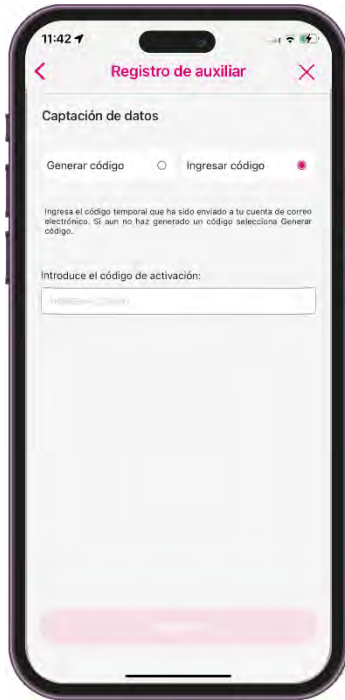 11:42
Registro de auxiliar
Captación de datos
Generar código Ingresar código
Ingresa el código temporal que ha sido enviado a tu cuenta de correo
electrónico. Si aun no haz generado un código selecciona Generar
código.
Introduce el código de activación: